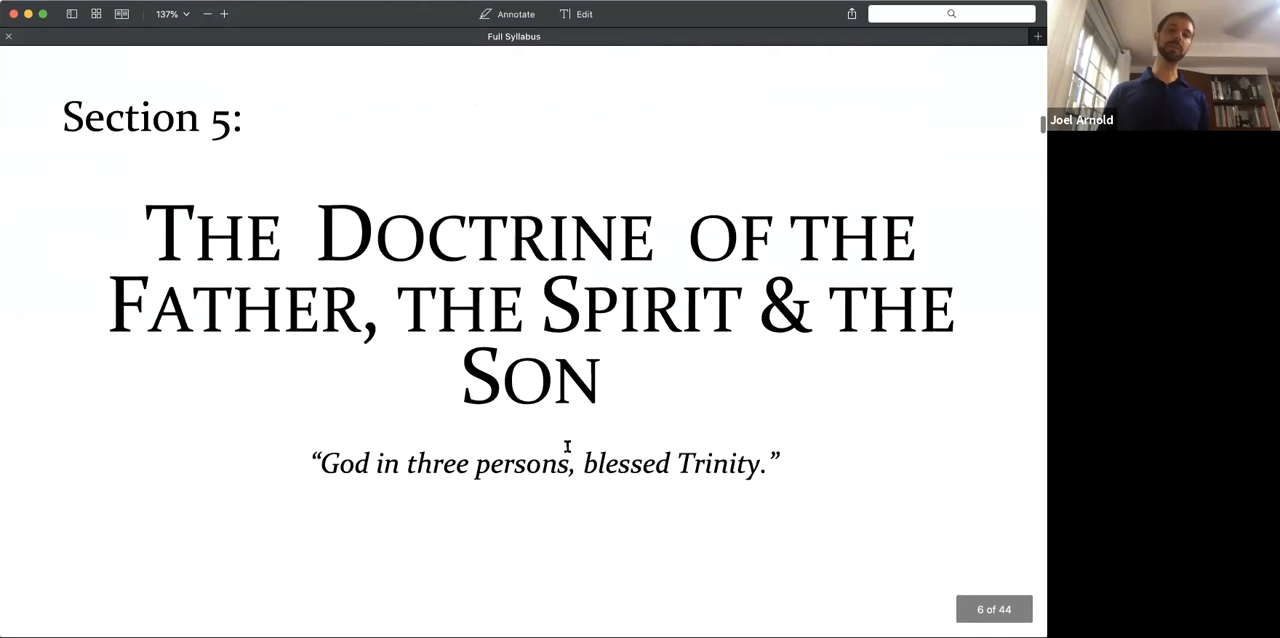 137%
Annotate
Edit
Full Syllabus
Section 5:
THE DOCTRINE OF THE
FATHER, THE SPIRIT & THE
SON
“God in three persons, blessed Trinity.”
6 of 44
Joel Arnold